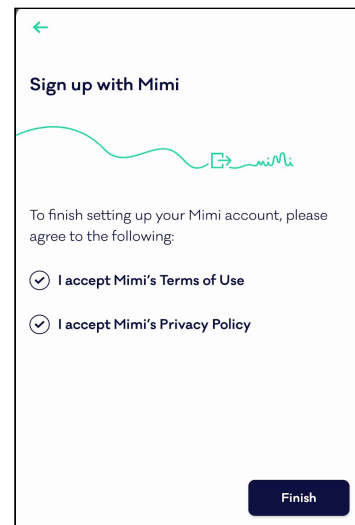 Sign up with Mimi
miMi
To finish setting up your Mimi account, please
agree to the following:
I accept Mimi's Terms of Use
I accept Mimi's Privacy Policy
Finish